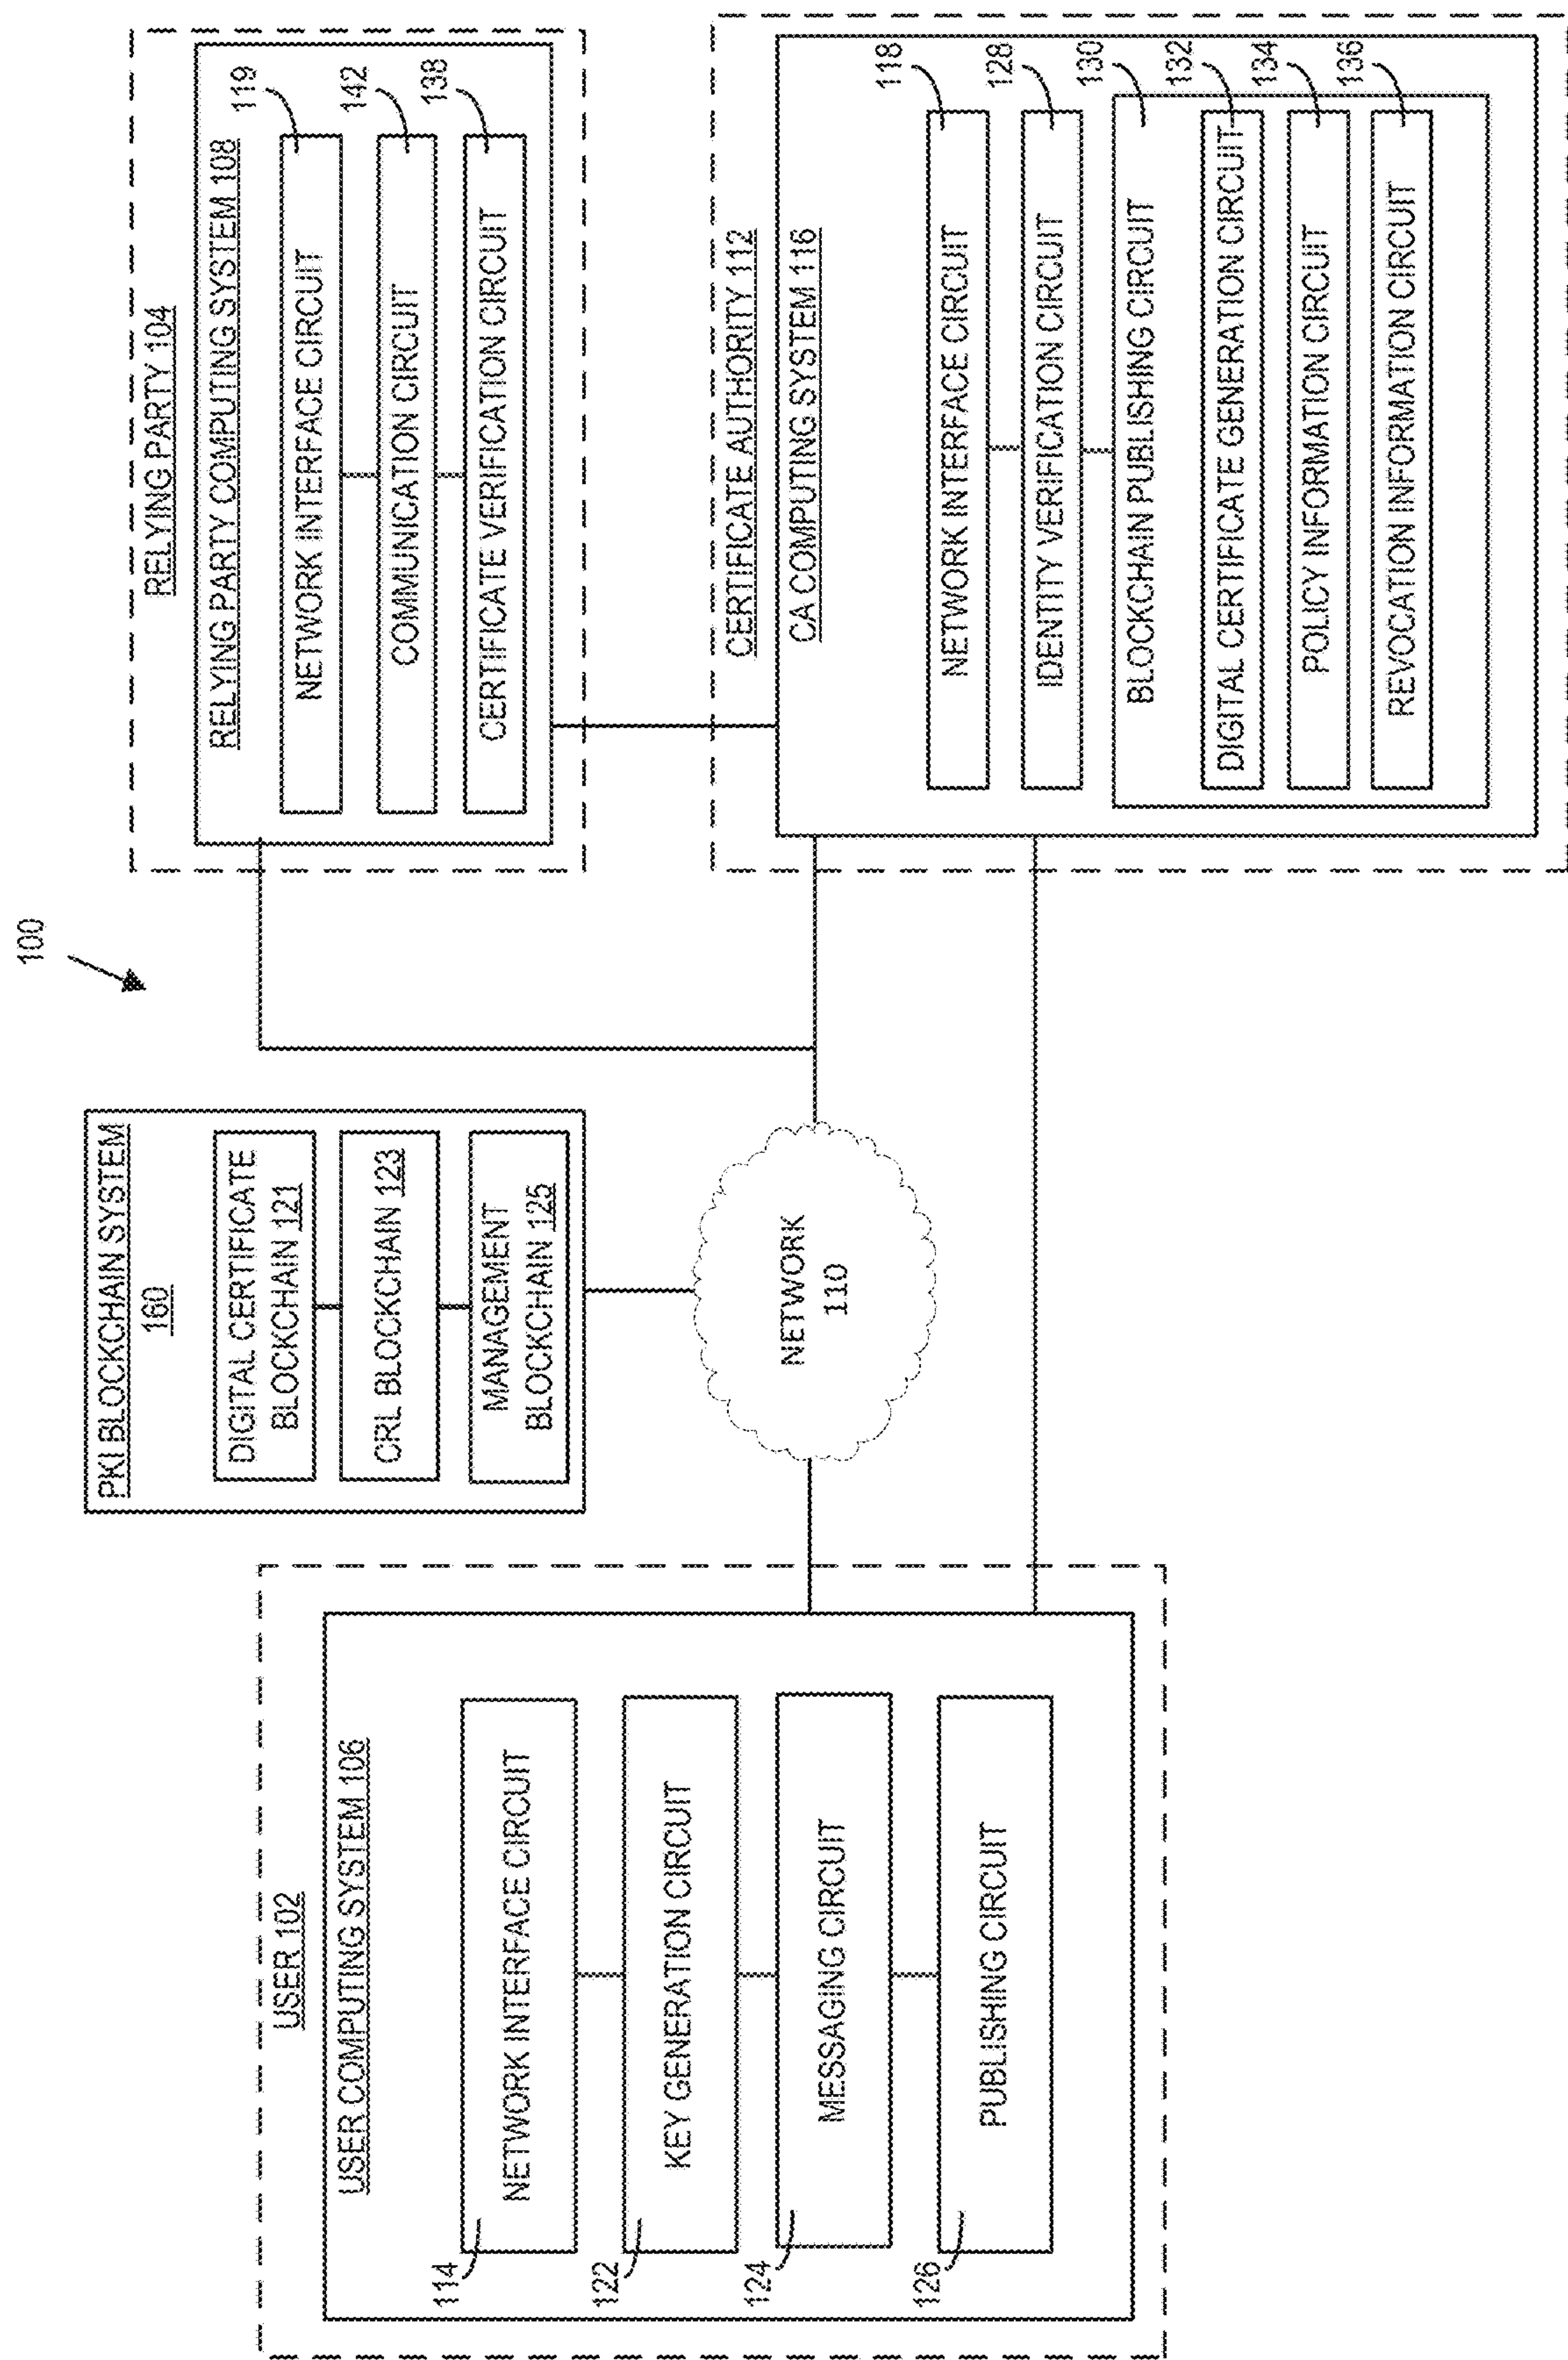 100
USER 102
USER COMPUTING SYSTEM 106
114
NETWORK INTERFACE CIRCUIT
122
KEY GENERATION CIRCUIT
124
MESSAGING CIRCUIT
126
PUBLISHING CIRCUIT
PKI BLOCKCHAIN SYSTEM
160
DIGITAL CERTIFICATE
BLOCKCHAIN 121
CRL BLOCKCHAIN 123
MANAGEMENT
BLOCKCHAIN 125
NETWORK
110
RELYING PARTY 104
RELYING PARTY COMPUTING SYSTEM 108
119
NETWORK INTERFACE CIRCUIT
142
COMMUNICATION CIRCUIT
138
CERTIFICATE VERIFICATION CIRCUIT
CERTIFICATE AUTHORITY 112
CA COMPUTING SYSTEM 116
118
NETWORK INTERFACE CIRCUIT
128
IDENTITY VERIFICATION CIRCUIT
130
BLOCKCHAIN PUBLISHING CIRCUIT
132
DIGITAL CERTIFICATE GENERATION CIRCUIT
134
POLICY INFORMATION CIRCUIT
136
REVOCATION INFORMATION CIRCUIT